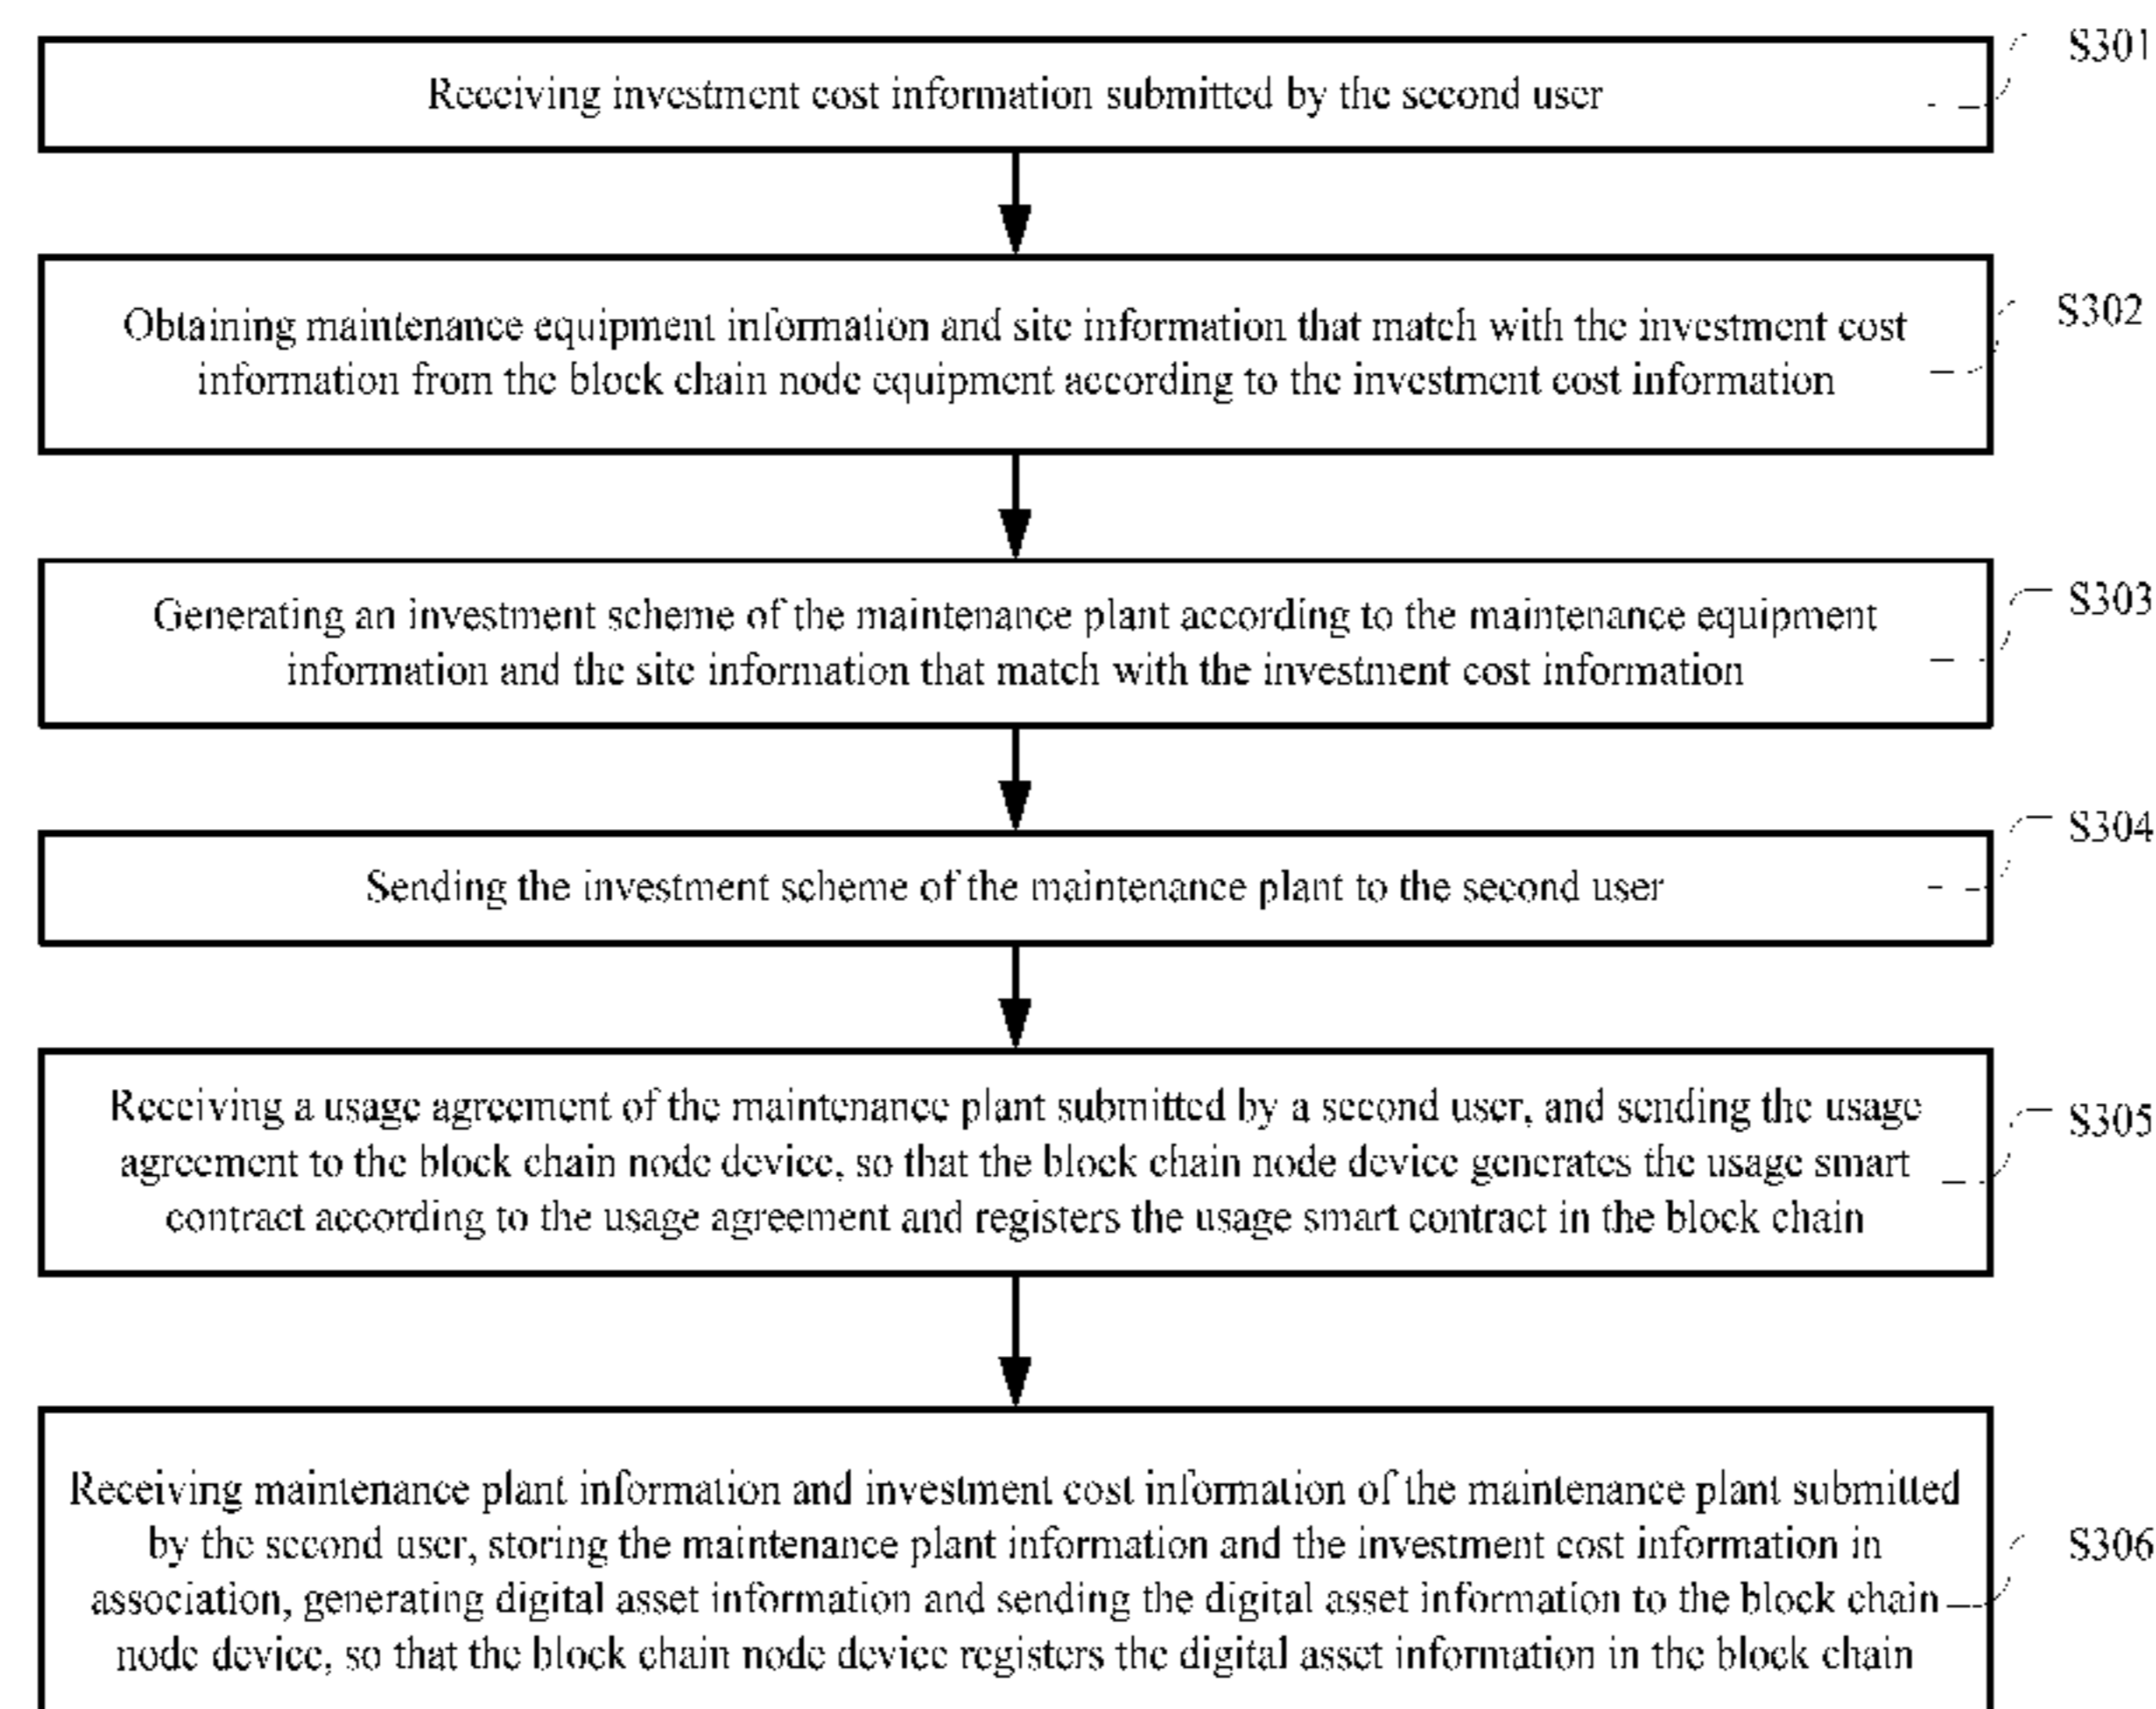 S301
Receiving investment cost information submitted by the second user
S302
Obtaining maintenance equipment information and site information that match with the investment cost
information from the block chain node equipment according to the investment cost information
S303
Generating an investment scheme of the maintenance plant according to the maintenance equipment
information and the site information that match with the investment cost information
S304
Sending the investment scheme of the maintenance plant to the second user
S305
Receiving a usage agreement of the maintenance plant submitted by a second user, and sending the usage
agreement to the block chain node device, so that the block chain node device generates the usage smart
contract according to the usage agreement and registers the usage smart contract in the block chain
S306
Receiving maintenance plant information and investment cost information of the maintenance plant submitted
by the second user, storing the maintenance plant information and the investment cost information in
association, generating digital asset information and sending the digital asset information to the block chain
node device, so that the block chain node device registers the digital asset information in the block chain